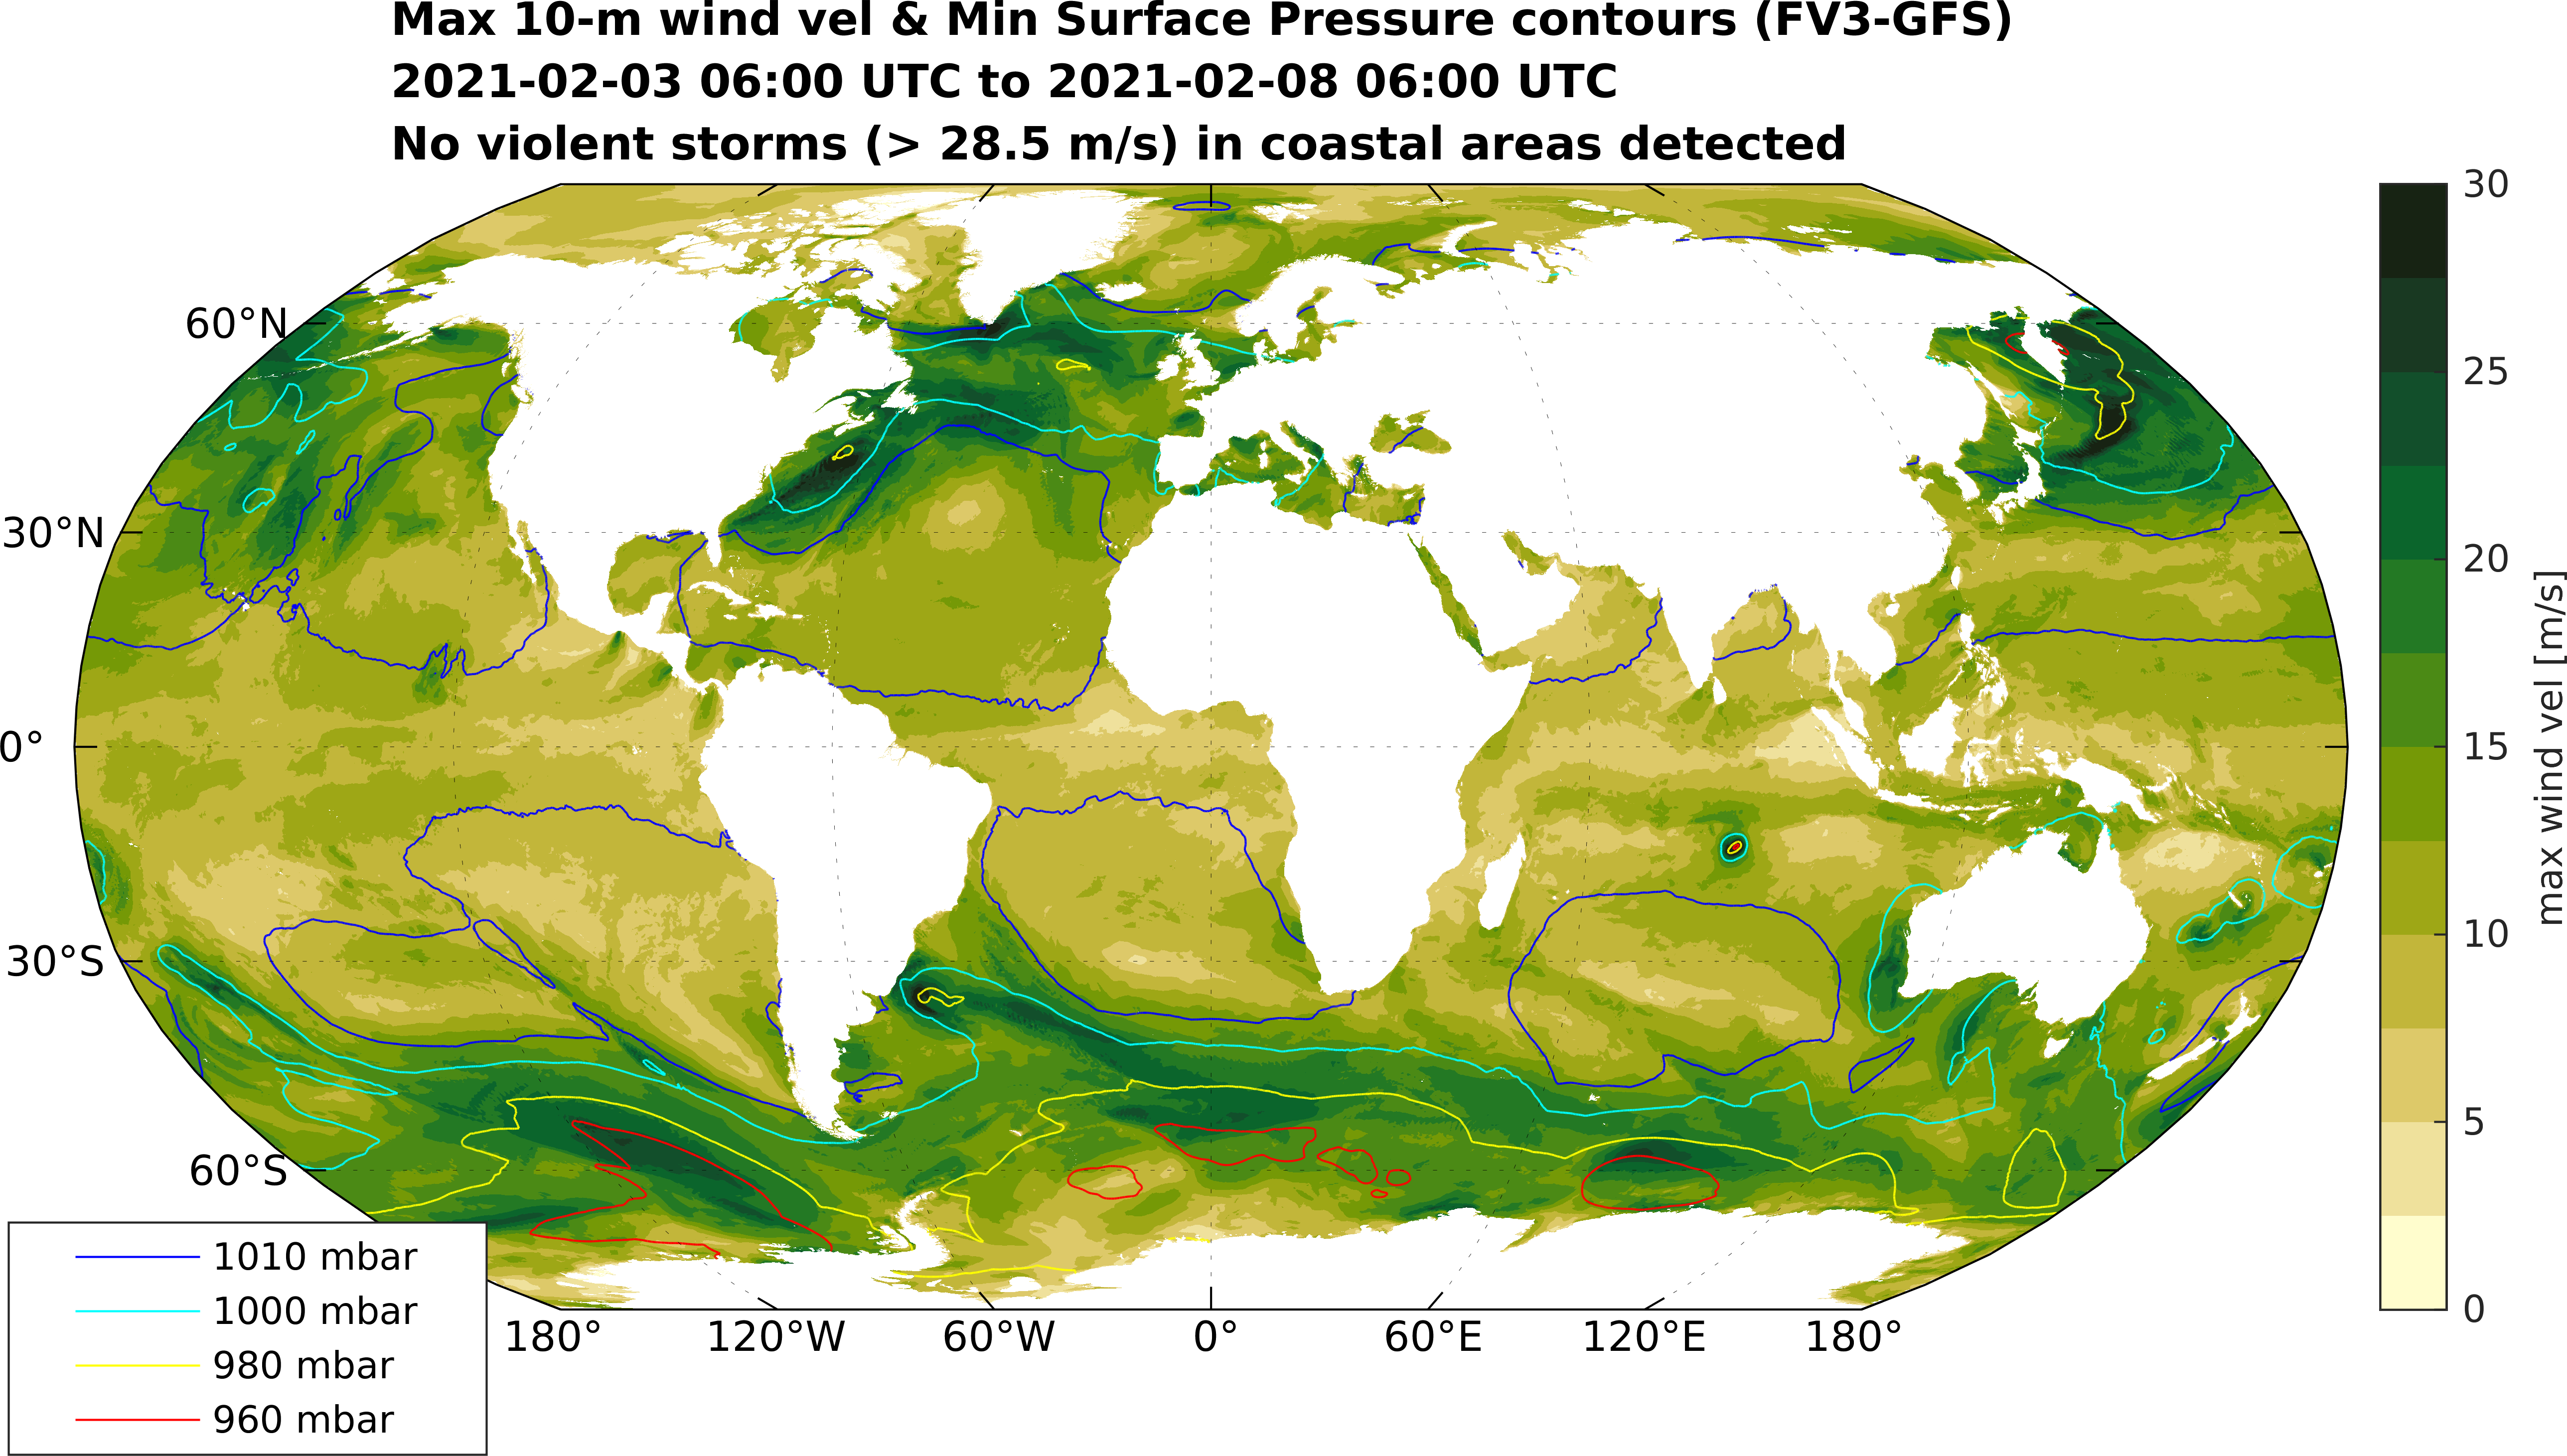 Max 10-m wind vel & Min Surface Pressure contours (FV3-GFS)
2021-02-03 06:00 UTC to 2021-02-08 06:00 UTC
No violent storms (> 28.5 m/s) in coastal areas detected
60°N
30°N
0°
30°S
60°S
180°
120°W
60°W
0°
60°E
120°E
180°
30
25
20
15
10
5
0
max wind vel [m/s]
1010 mbar
1000 mbar
980 mbar
960 mbar